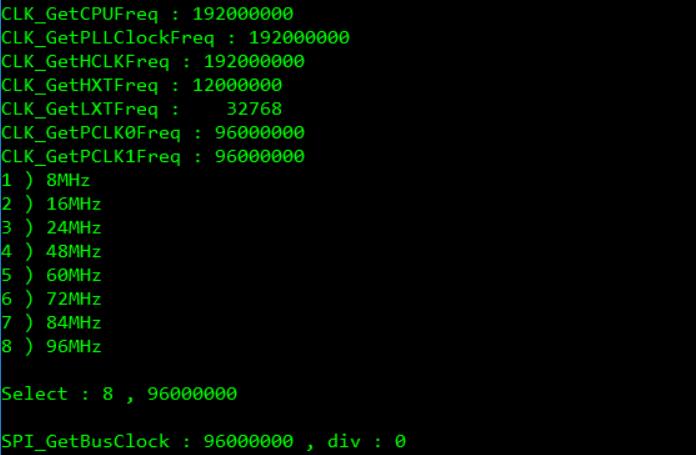 CLK_GetCPUFreq : 192000000
CLK_GetPLLClockFreq : 192000000
CLK_GetHCLKFreq : 192000000
CLK_GetHXTFreq : 12000000
CLK_GetLXTFreq :    32768
CLK_GetPCLK0Freq : 96000000
CLK_GetPCLK1Freq : 96000000
1 ) 8MHz
2 ) 16MHz
3 ) 24MHz
4 ) 48MHz
5 ) 60MHz
6 ) 72MHz
7 ) 84MHz
8 ) 96MHz
Select : 8 , 96000000
SPI_GetBusClock : 96000000 , div : 0